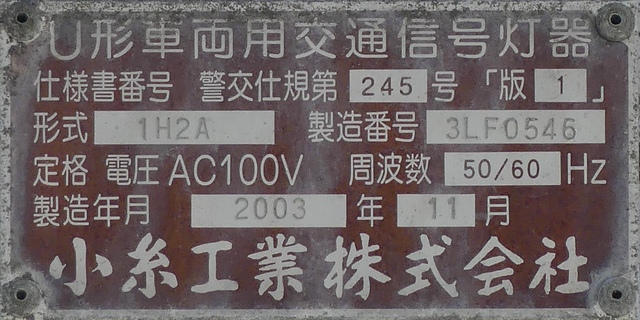 U形車両用交通信号灯器
仕様書番号 警交仕規第 245 号 「版 1 」
形式 1H2A 製造番号 3LF0546
定格 電圧 AC100V 周波数 50/60 Hz
製造年月 2003 年 11 月
小糸工業株式会社